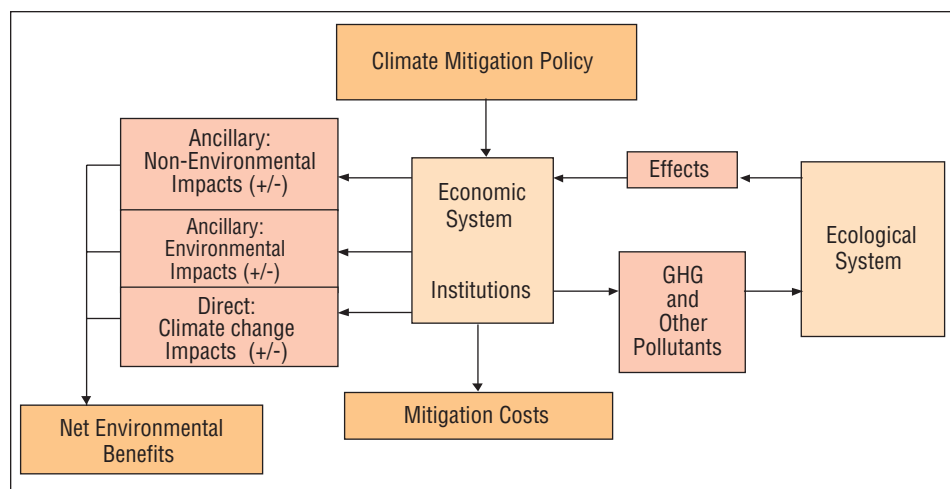 Climate Mitigation Policy
Ancillary:
Non-Environmental
Impacts (+/-)
Ancillary:
Environmental
Impacts (+/-)
Direct:
Climate change
Impacts (+/-)
Economic
System
Institutions
Effects
GHG
and
Other
Pollutants
Ecological
System
Net Environmental
Benefits
Mitigation Costs